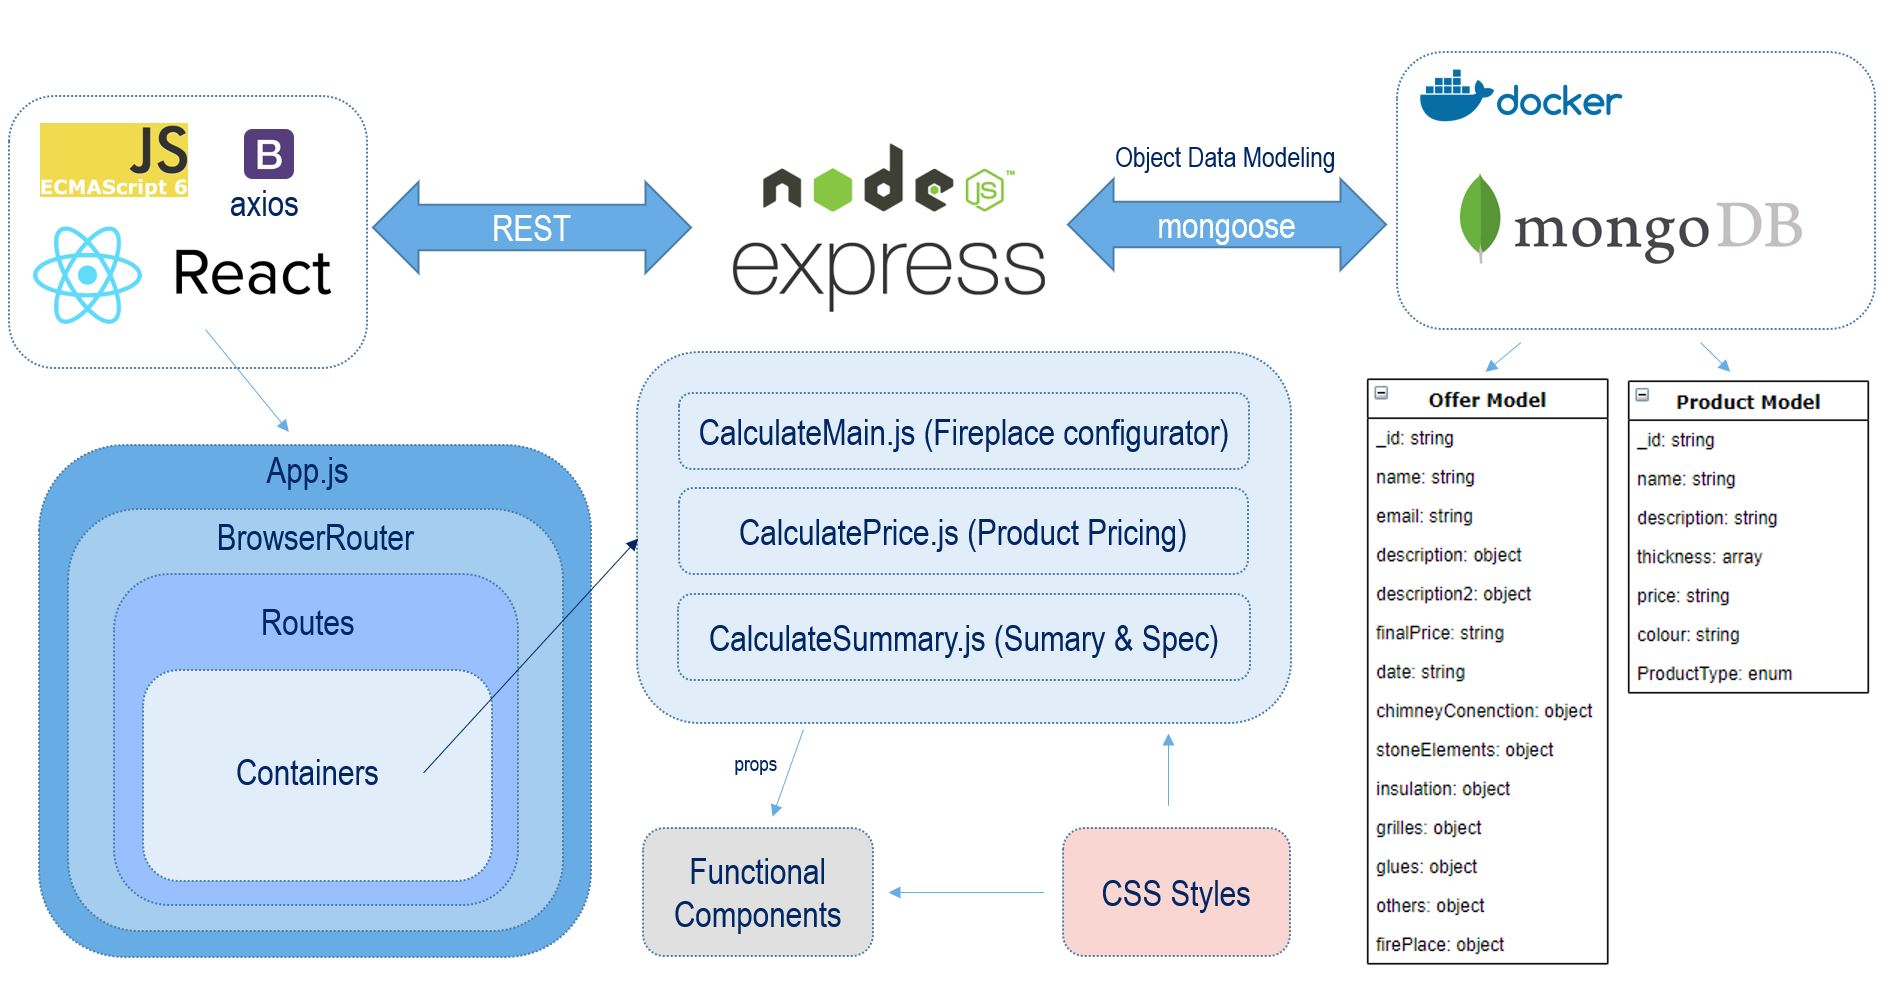 JS
ECMAScript 6
B
axios
React
REST
node
JS™
express
Object Data Modeling
mongoose
docker
mongoDB
App.js
BrowserRouter
Routes
Containers
CalculateMain.js (Fireplace configurator)
CalculatePrice.js (Product Pricing)
CalculateSummary.js (Sumary & Spec)
props
Functional
Components
CSS Styles
Offer Model
_id: string
name: string
email: string
description: object
description2: object
finalPrice: string
date: string
chimneyConenction: object
stoneElements: object
insulation: object
grilles: object
glues: object
others: object
firePlace: object
Product Model
_id: string
name: string
description: string
thickness: array
price: string
colour: string
ProductType: enum